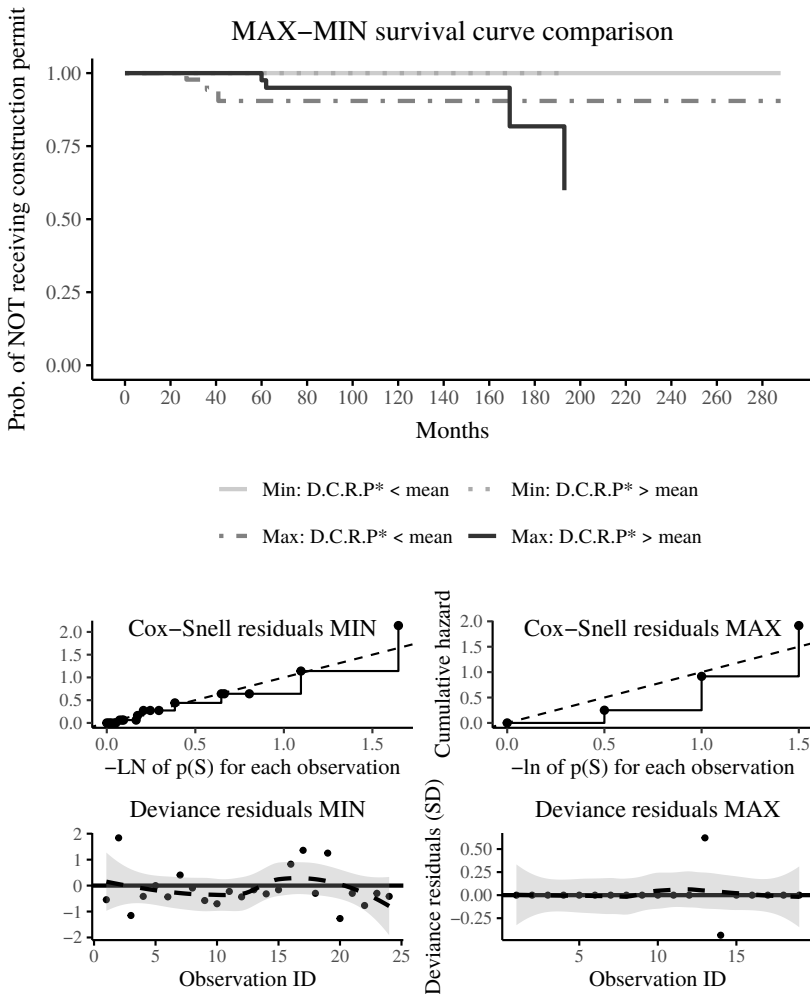 MAX−MIN survival curve comparison
Prob. of NOT receiving construction permit
1.00
0.75
0.50
0.25
0.00
0 20 40 60 80 100 120 140 160 180 200 220 240 260 280
Months
Min: D.C.R.P* < mean Min: D.C.R.P* > mean
Max: D.C.R.P* < mean Max: D.C.R.P* > mean
Cox−Snell residuals MIN
2.0
1.5
1.0
0.5
0.0
0.0 0.5 1.0 1.5
−LN of p(S) for each observation
Cox−Snell residuals MAX
Cumulative hazard
2.0
1.5
1.0
0.5
0.0
0.0 0.5 1.0 1.5
−ln of p(S) for each observation
Deviance residuals MIN
2
1
0
−1
−2
0 5 10 15 20 25
Observation ID
Deviance residuals MAX
Deviance residuals (SD)
0.50
0.25
0.00
−0.25
5 10 15
Observation ID